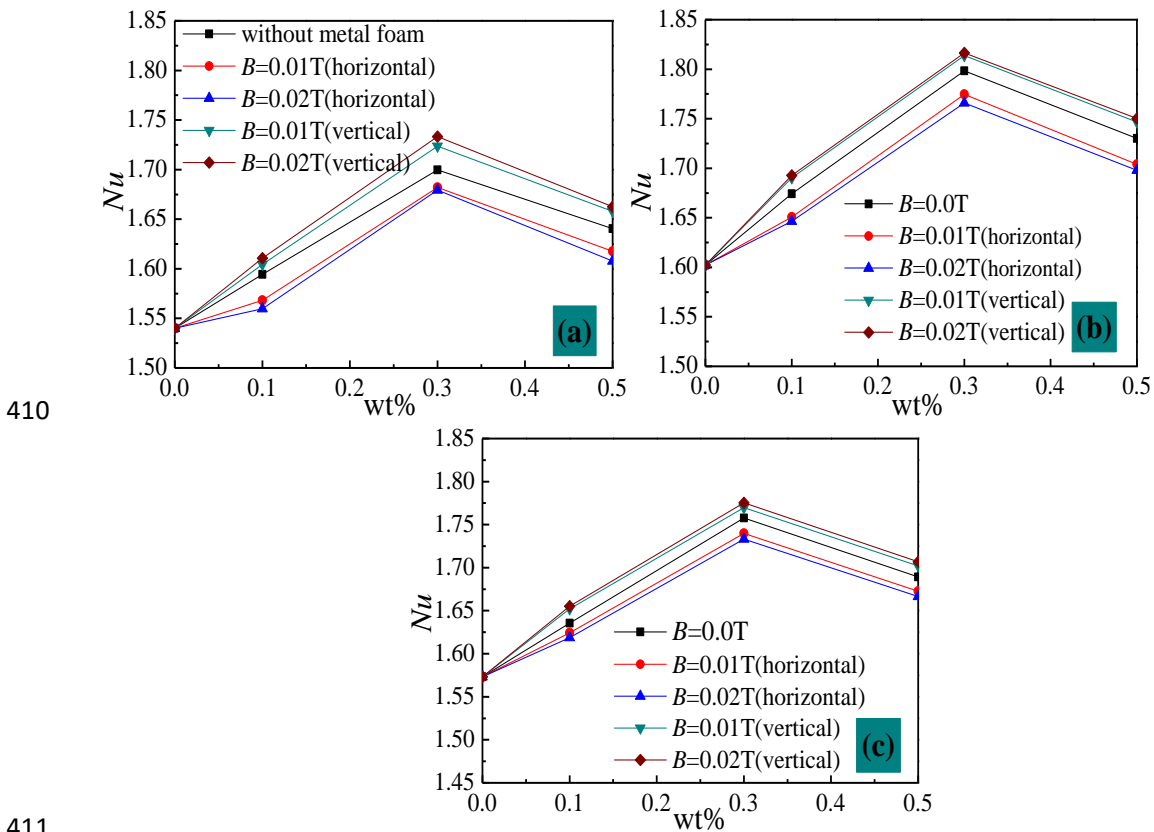 1.85
1.80
1.75
1.70
1.65
1.60
1.55
1.50
Nu
without metal foam
B=0.01T(horizontal)
B=0.02T(horizontal)
B=0.01T(vertical)
B=0.02T(vertical)
(a)
0.0 0.1 0.2 0.3 0.4 0.5
wt%
1.85
1.80
1.75
1.70
1.65
1.60
1.55
1.50
Nu
B=0.0T
B=0.01T(horizontal)
B=0.02T(horizontal)
B=0.01T(vertical)
B=0.02T(vertical)
(b)
0.0 0.1 0.2 0.3 0.4 0.5
wt%
410
1.85
1.80
1.75
1.70
1.65
1.60
1.55
1.50
1.45
Nu
B=0.0T
B=0.01T(horizontal)
B=0.02T(horizontal)
B=0.01T(vertical)
B=0.02T(vertical)
(c)
0.0 0.1 0.2 0.3 0.4 0.5
wt%
411